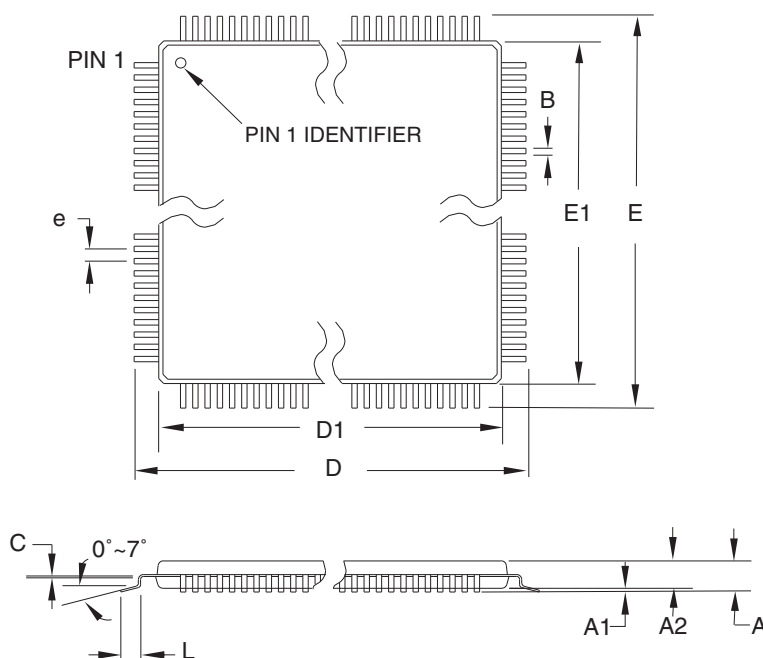 PIN 1
PIN 1 IDENTIFIER
B
e
E1
E
D1
D
C
0˚~7˚
L
A1
A2
A